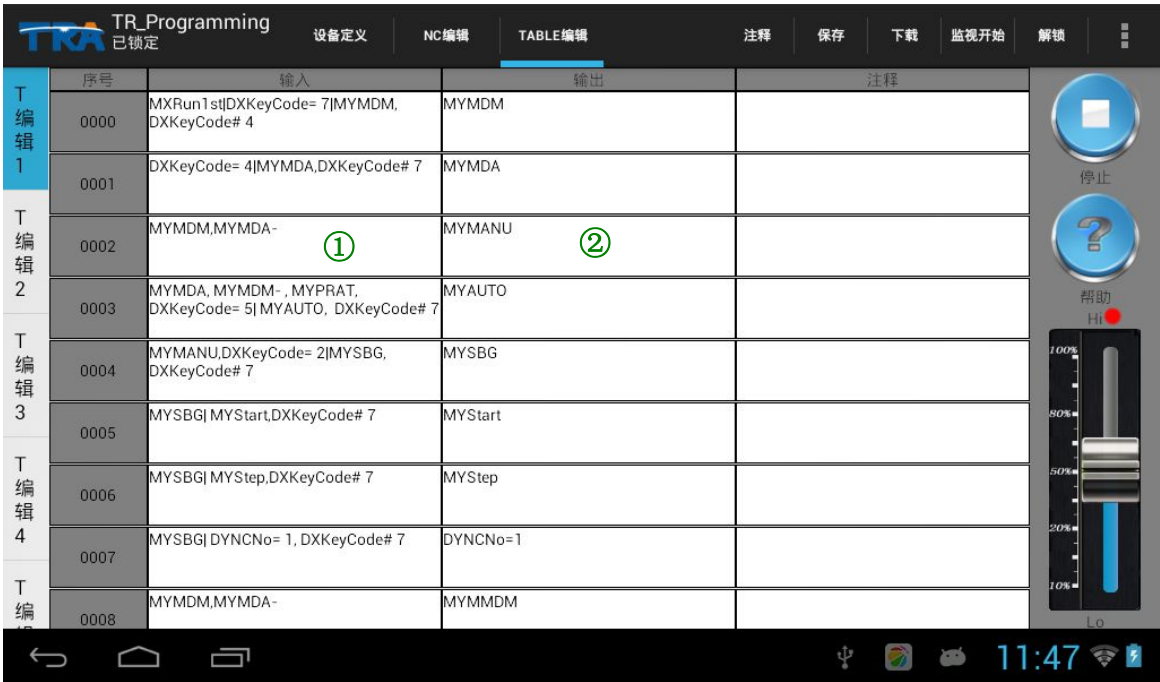 TRA
TR_Programming
已锁定
设备定义 NC编辑 TABLE编辑 注释 保存 下载 监视开始 解锁
T编辑1
T编辑2
T编辑3
T编辑4
T编
序号 输入 输出 注释
0000 MXRun1st|DXKeyCode= 7|MYMDM, MYMDM
DXKeyCode# 4
0001 DXKeyCode= 4|MYMDA,DXKeyCode# 7 MYMDA
0002 MYMDM,MYMDA- ① MYMANU ②
0003 MYMDA, MYMDM- , MYPRAT, MYAUTO
DXKeyCode= 5| MYAUTO, DXKeyCode# 7
0004 MYMANU,DXKeyCode= 2|MYSBG, MYSBG
DXKeyCode# 7
0005 MYSBG| MYStart,DXKeyCode# 7 MYStart
0006 MYSBG| MYStep,DXKeyCode# 7 MYStep
0007 MYSBG| DYNCNo= 1, DXKeyCode# 7 DYNCNo=1
0008 MYMDM,MYMDA- MYMMDM
停止
?
帮助
Hi
100%
80%
50%
20%
10%
Lo
11:47